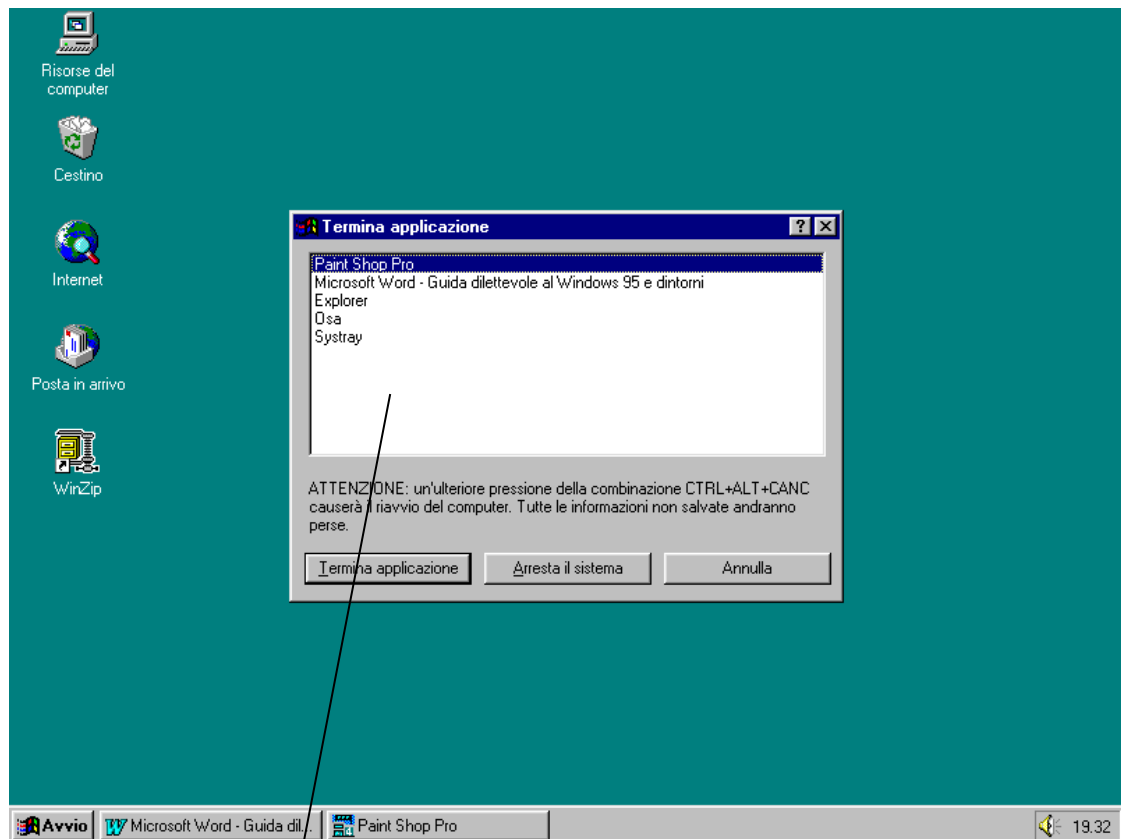 Risorse del
computer
Cestino
Internet
Posta in arrivo
WinZip
Termina applicazione
Paint Shop Pro
Microsoft Word - Guida dilettevole al Windows 95 e dintorni
Explorer
Osa
Systray
ATTENZIONE: un'ulteriore pressione della combinazione CTRL+ALT+CANC
causerà il riavvio del computer. Tutte le informazioni non salvate andranno
perse.
Termina applicazione
Arresta il sistema
Annulla
Avvio
Microsoft Word - Guida dil...
Paint Shop Pro
19.32